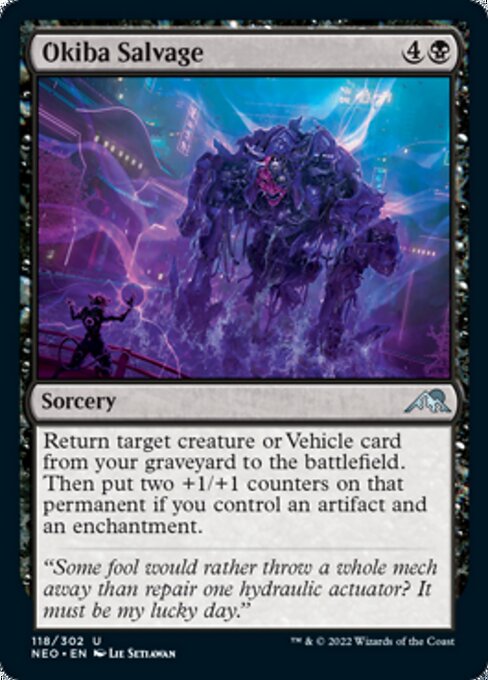 Okiba Salvage 4
Sorcery
Return target creature or Vehicle card
from your graveyard to the battlefield.
Then put two +1/+1 counters on that
permanent if you control an artifact and
an enchantment.
“Some fool would rather throw a whole mech
away than repair one hydraulic actuator? It
must be my lucky day.”
118/302 U
NEO • EN Lie Setiawan
™ & © 2022 Wizards of the Coast